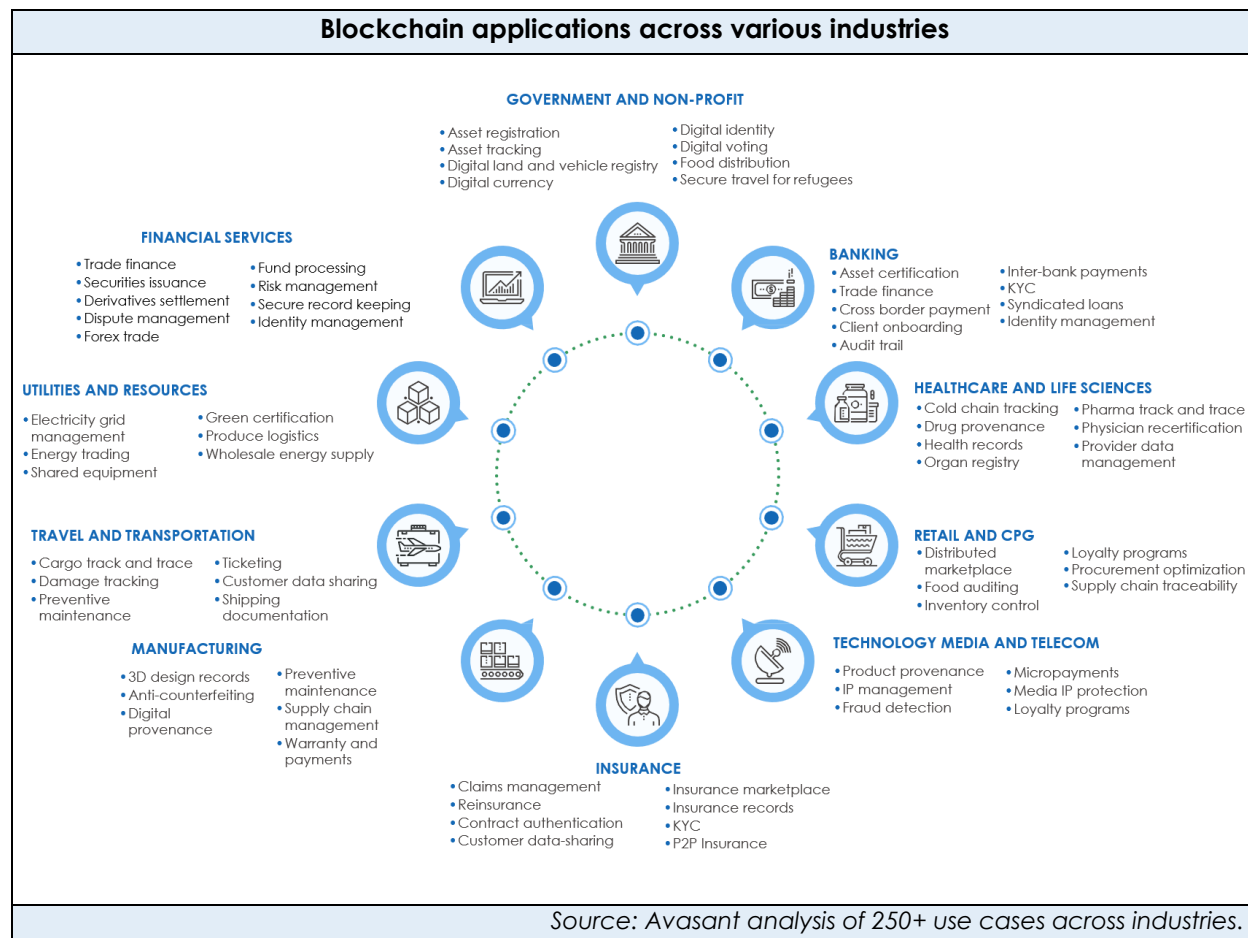 Blockchain applications across various industries
GOVERNMENT AND NON-PROFIT
• Asset registration
• Asset tracking
• Digital land and vehicle registry
• Digital currency
• Digital identity
• Digital voting
• Food distribution
• Secure travel for refugees
FINANCIAL SERVICES
• Trade finance
• Securities issuance
• Derivatives settlement
• Dispute management
• Forex trade
• Fund processing
• Risk management
• Secure record keeping
• Identity management
BANKING
• Asset certification
• Trade finance
• Cross border payment
• Client onboarding
• Audit trail
• Inter-bank payments
• KYC
• Syndicated loans
• Identity management
UTILITIES AND RESOURCES
• Electricity grid
management
• Energy trading
• Shared equipment
• Green certification
• Produce logistics
• Wholesale energy supply
HEALTHCARE AND LIFE SCIENCES
• Cold chain tracking
• Drug provenance
• Health records
• Organ registry
• Pharma track and trace
• Physician recertification
• Provider data
management
TRAVEL AND TRANSPORTATION
• Cargo track and trace
• Damage tracking
• Preventive
maintenance
• Ticketing
• Customer data sharing
• Shipping
documentation
RETAIL AND CPG
• Distributed
marketplace
• Food auditing
• Inventory control
• Loyalty programs
• Procurement optimization
• Supply chain traceability
MANUFACTURING
• 3D design records
• Anti-counterfeiting
• Digital
provenance
• Preventive
maintenance
• Supply chain
management
• Warranty and
payments
TECHNOLOGY MEDIA AND TELECOM
• Product provenance
• IP management
• Fraud detection
• Micropayments
• Media IP protection
• Loyalty programs
INSURANCE
• Claims management
• Reinsurance
• Contract authentication
• Customer data-sharing
• Insurance marketplace
• Insurance records
• KYC
• P2P Insurance
Source: Avasant analysis of 250+ use cases across industries.